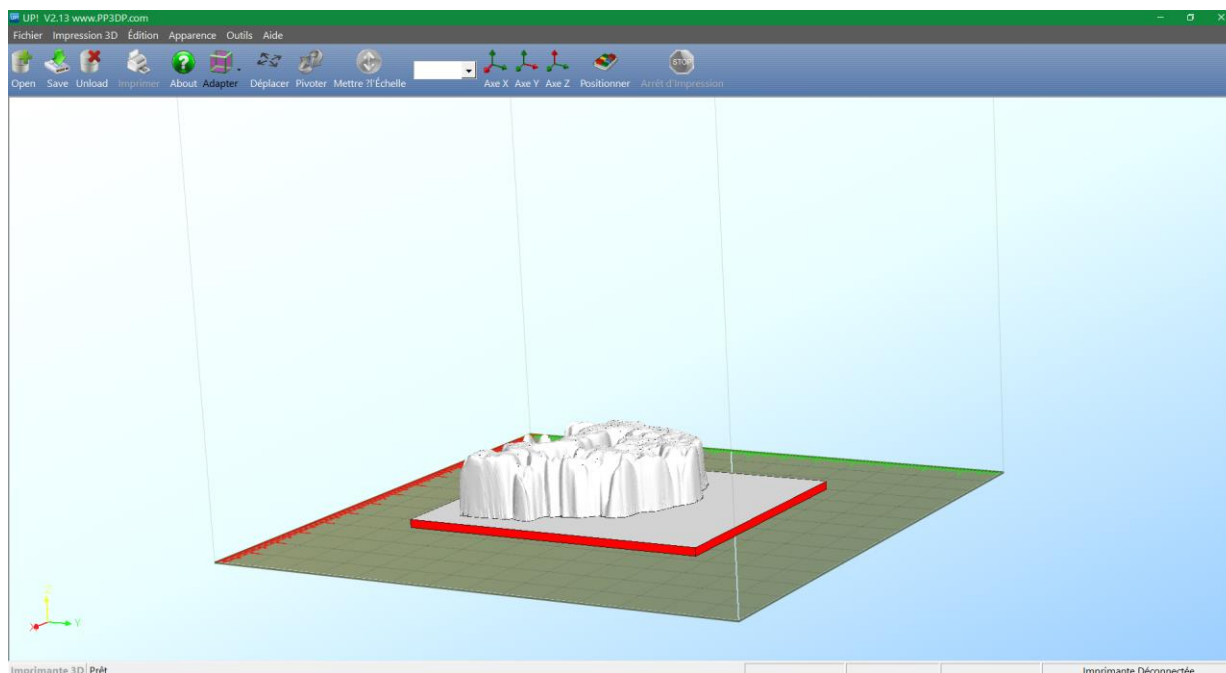 UP! V2.13 www.PP3DP.com
Fichier Impression 3D Édition Apparence Outils Aide
Open Save Unload Imprimer About Adapter Déplacer Pivoter Mettre ?l'Échelle Axe X Axe Y Axe Z Positionner Arrêt d'impression
STOP
Z
X Y
Imprimante 3D Prêt Imprimante Déconnectée